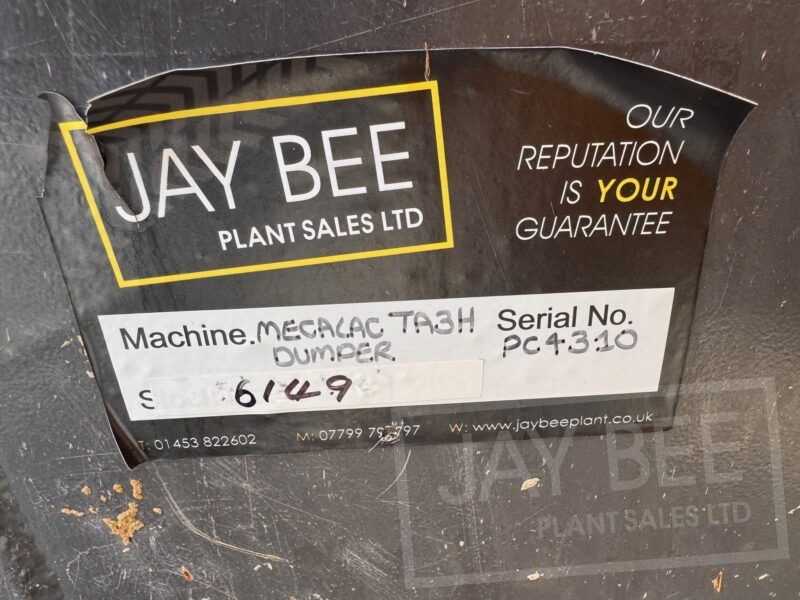 JAY BEE
PLANT SALES LTD
OUR
REPUTATION
IS YOUR
GUARANTEE
Machine. MECALAC TA3H
DUMPER
Serial No.
PC4310
S
6149
T: 01453 822602 M: 07799 W: www.jaybeeplant.co.uk
JAY BEE
PLANT SALES LTD